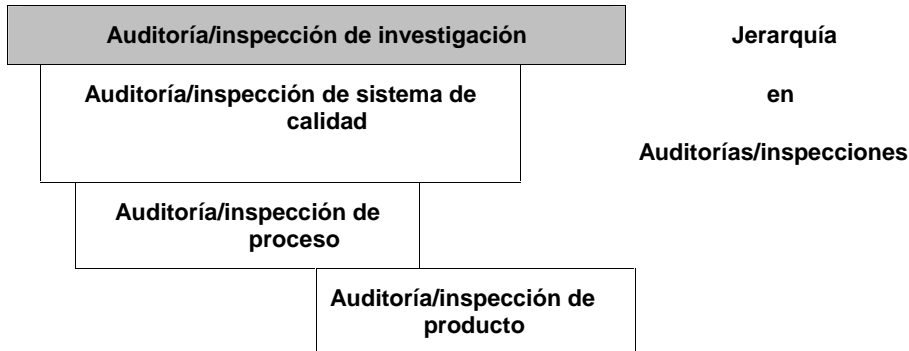 Auditoría/inspección de investigación
Jerarquía
Auditoría/inspección de sistema de
calidad
en
Auditorías/inspecciones
Auditoría/inspección de
proceso
Auditoría/inspección de
producto